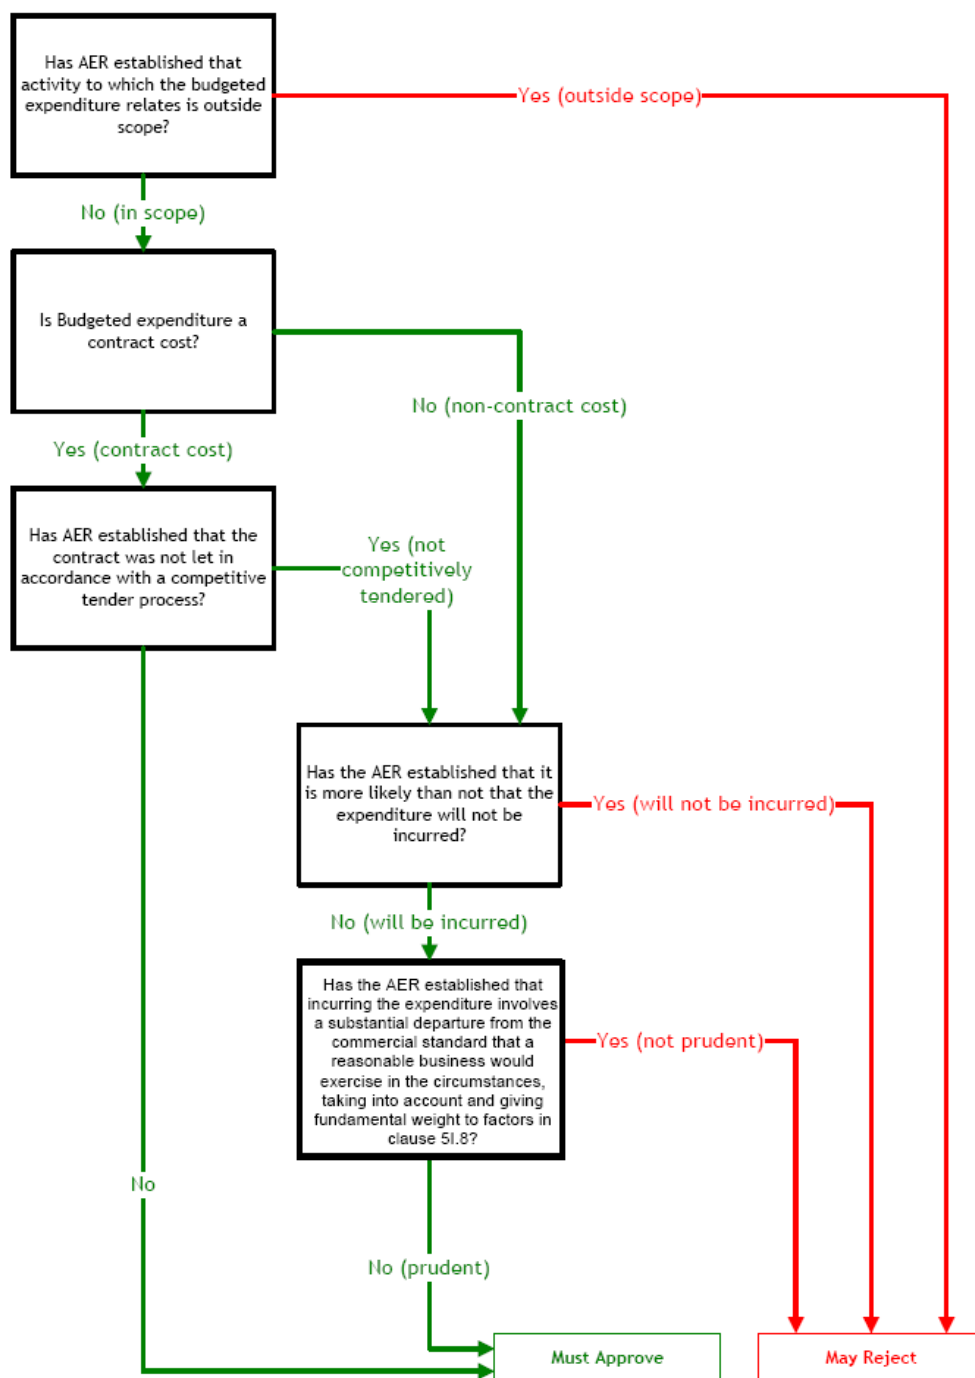 Has AER established that
activity to which the budgeted
expenditure relates is outside
scope?
Yes (outside scope)
No (in scope)
Is Budgeted expenditure a
contract cost?
No (non-contract cost)
Yes (contract cost)
Has AER established that the
contract was not let in
accordance with a competitive
tender process?
Yes (not
competitively
tendered)
Has the AER established that it
is more likely than not that the
expenditure will not be
incurred?
Yes (will not be incurred)
No (will be incurred)
Has the AER established that
incurring the expenditure involves
a substantial departure from the
commercial standard that a
reasonable business would
exercise in the circumstances,
taking into account and giving
fundamental weight to factors in
clause 5I.8?
Yes (not prudent)
No
No (prudent)
Must Approve
May Reject